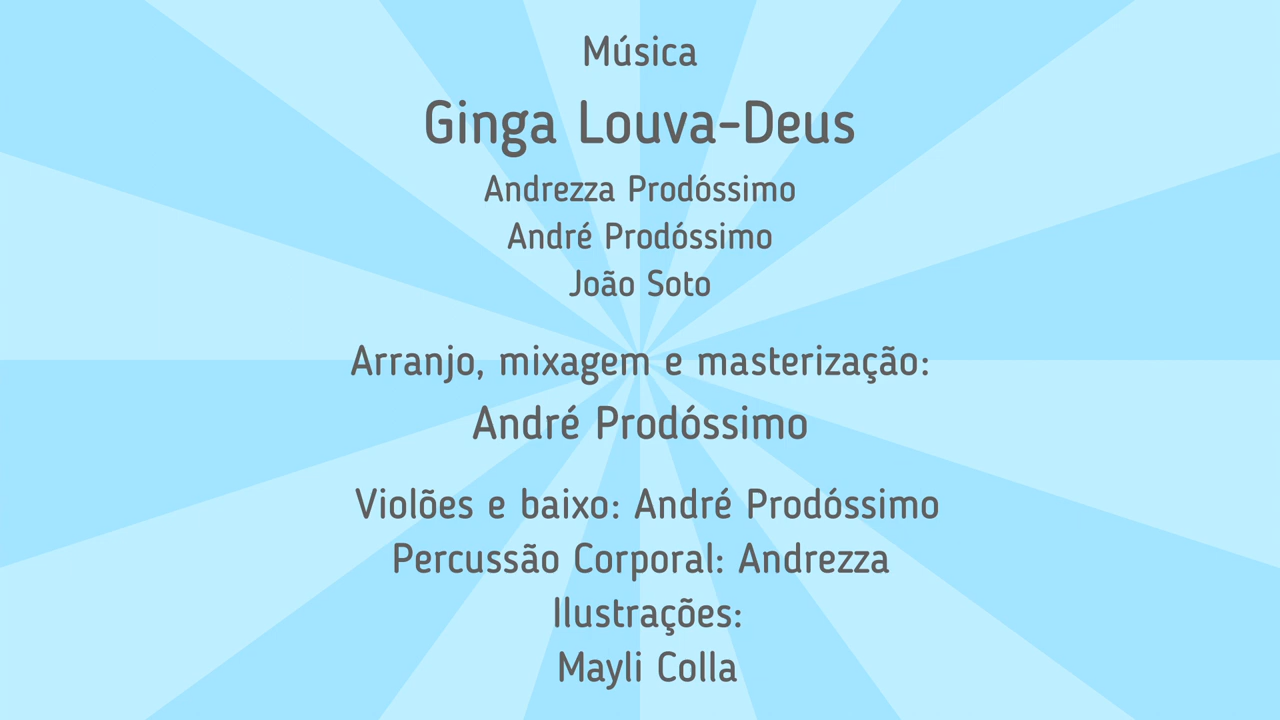 Música
Ginga Louva-Deus
Andrezza Prodóssimo
André Prodóssimo
João Soto
Arranjo, mixagem e masterização:
André Prodóssimo
Violões e baixo: André Prodóssimo
Percussão Corporal: Andrezza
Ilustrações:
Mayli Colla